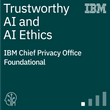 Trustworthy
AI and
AI Ethics
IBM
IBM Chief Privacy Office
Foundational